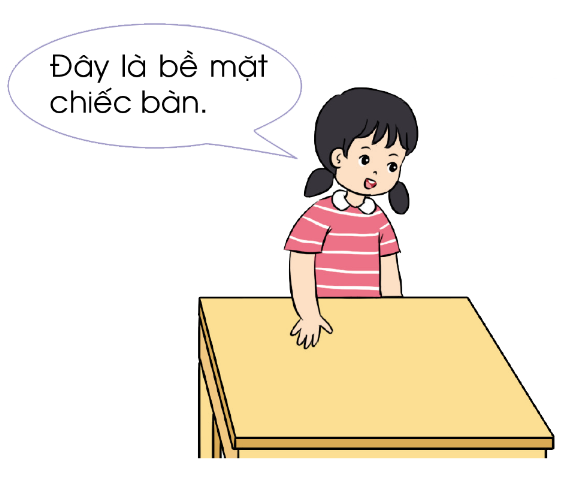 Đây là bề mặt
chiếc bàn.